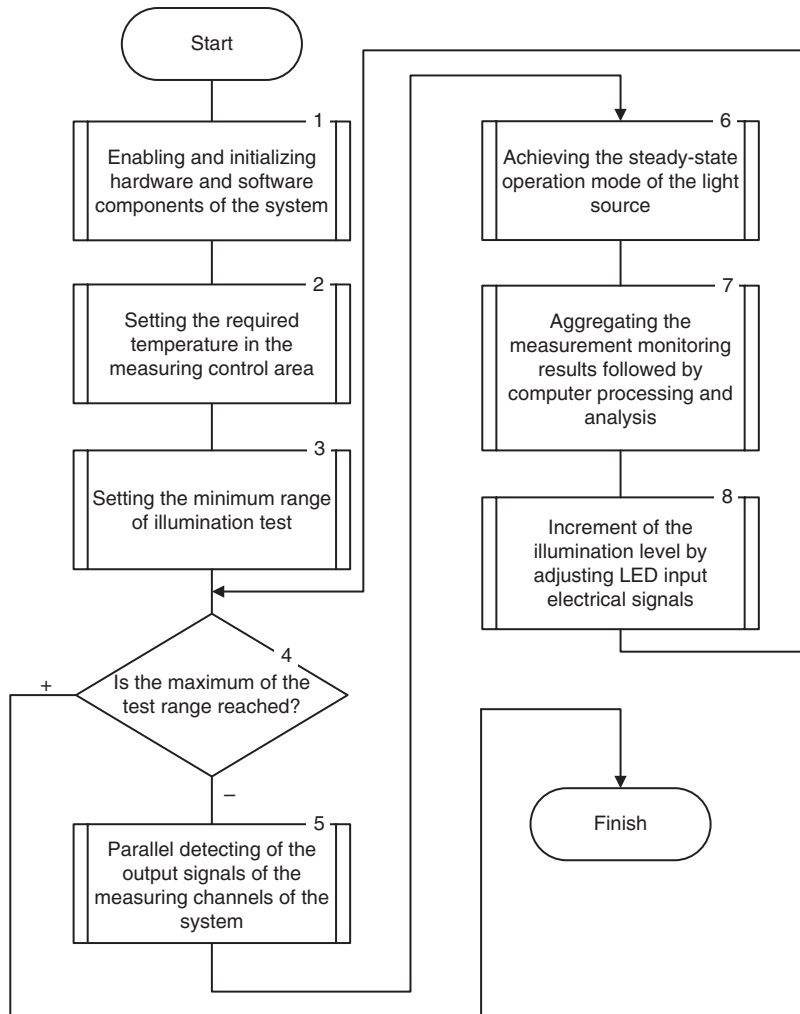 Start
1
Enabling and initializing
hardware and software
components of the system
2
Setting the required
temperature in the
measuring control area
3
Setting the minimum range
of illumination test
4
Is the maximum of the
test range reached?
+
–
5
Parallel detecting of the
output signals of the
measuring channels of the
system
6
Achieving the steady-state
operation mode of the light
source
7
Aggregating the
measurement monitoring
results followed by
computer processing and
analysis
8
Increment of the
illumination level by
adjusting LED input
electrical signals
Finish